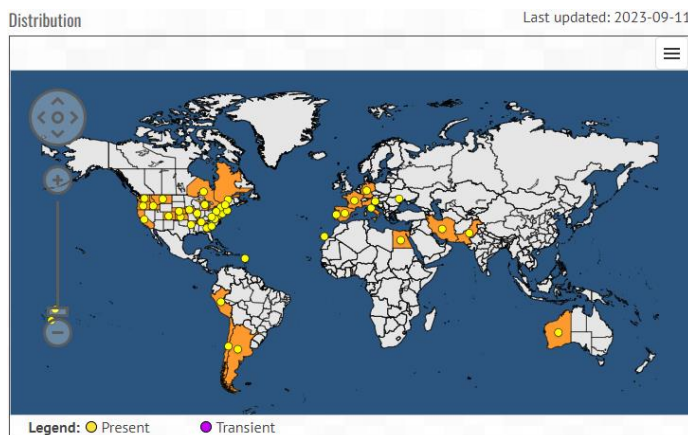 Distribution
Last updated: 2023-09-11
Legend: Present Transient